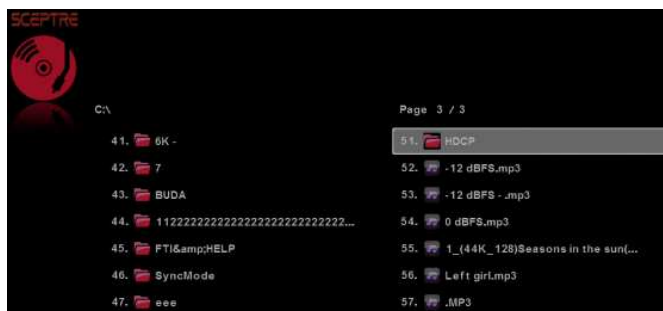 SCEPTRE
C:\
Page 3 / 3
41. 6K -
42. 7
43. BUDA
44. 1122222222222222222222222222...
45. FTI&amp;HELP
46. SyncMode
47. eee
51. HDCP
52. -12 dBFS.mp3
53. -12 dBFS - .mp3
54. 0 dBFS.mp3
55. 1_(44K_128)Seasons in the sun(...
56. Left girl.mp3
57. .MP3